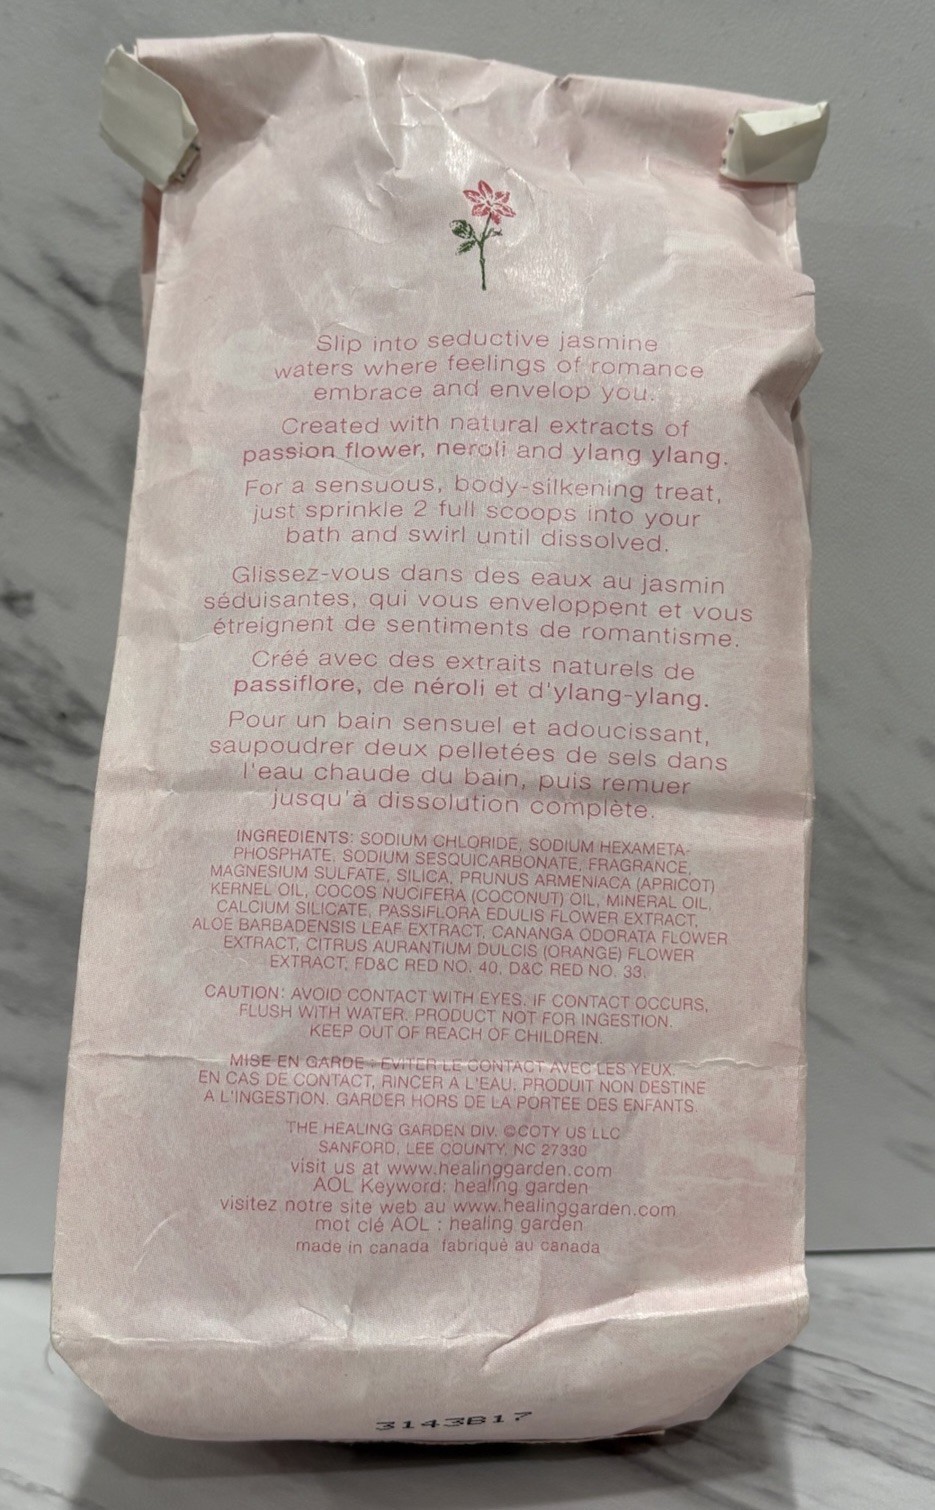 Slip into seductive jasmine
waters where feelings of romance
embrace and envelop you.
Created with natural extracts of
passion flower, neroli and ylang ylang.
For a sensuous, body-silkening treat,
just sprinkle 2 full scoops into your
bath and swirl until dissolved.
Glissez-vous dans des eaux au jasmin
séduisantes, qui vous enveloppent et vous
étreignent de sentiments de romantisme.
Créé avec des extraits naturels de
passiflore, de néroli et d'ylang-ylang.
Pour un bain sensuel et adoucissant,
saupoudrer deux pelletées de sels dans
l'eau chaude du bain, puis remuer
jusqu'à dissolution complète.
INGREDIENTS: SODIUM CHLORIDE, SODIUM HEXAMETA-
PHOSPHATE, SODIUM SESQUICARBONATE, FRAGRANCE,
MAGNESIUM SULFATE, SILICA, PRUNUS ARMENIACA (APRICOT)
KERNEL OIL, COCOS NUCIFERA (COCONUT) OIL, MINERAL OIL,
CALCIUM SILICATE, PASSIFLORA EDULIS FLOWER EXTRACT,
ALOE BARBADENSIS LEAF EXTRACT, CANANGA ODORATA FLOWER
EXTRACT, CITRUS AURANTIUM DULCIS (ORANGE) FLOWER
EXTRACT, FD&C RED NO. 40, D&C RED NO. 33.
CAUTION: AVOID CONTACT WITH EYES. IF CONTACT OCCURS,
FLUSH WITH WATER. PRODUCT NOT FOR INGESTION.
KEEP OUT OF REACH OF CHILDREN.
MISE EN GARDE : EVITER LE CONTACT AVEC LES YEUX.
EN CAS DE CONTACT, RINCER A L'EAU. PRODUIT NON DESTINE
A L'INGESTION. GARDER HORS DE LA PORTEE DES ENFANTS.
THE HEALING GARDEN DIV. ©COTY US LLC
SANFORD, LEE COUNTY, NC 27330
visit us at www.healinggarden.com
AOL Keyword: healing garden
visitez notre site web au www.healinggarden.com
mot clé AOL : healing garden
made in canada fabriqué au canada
3143B17